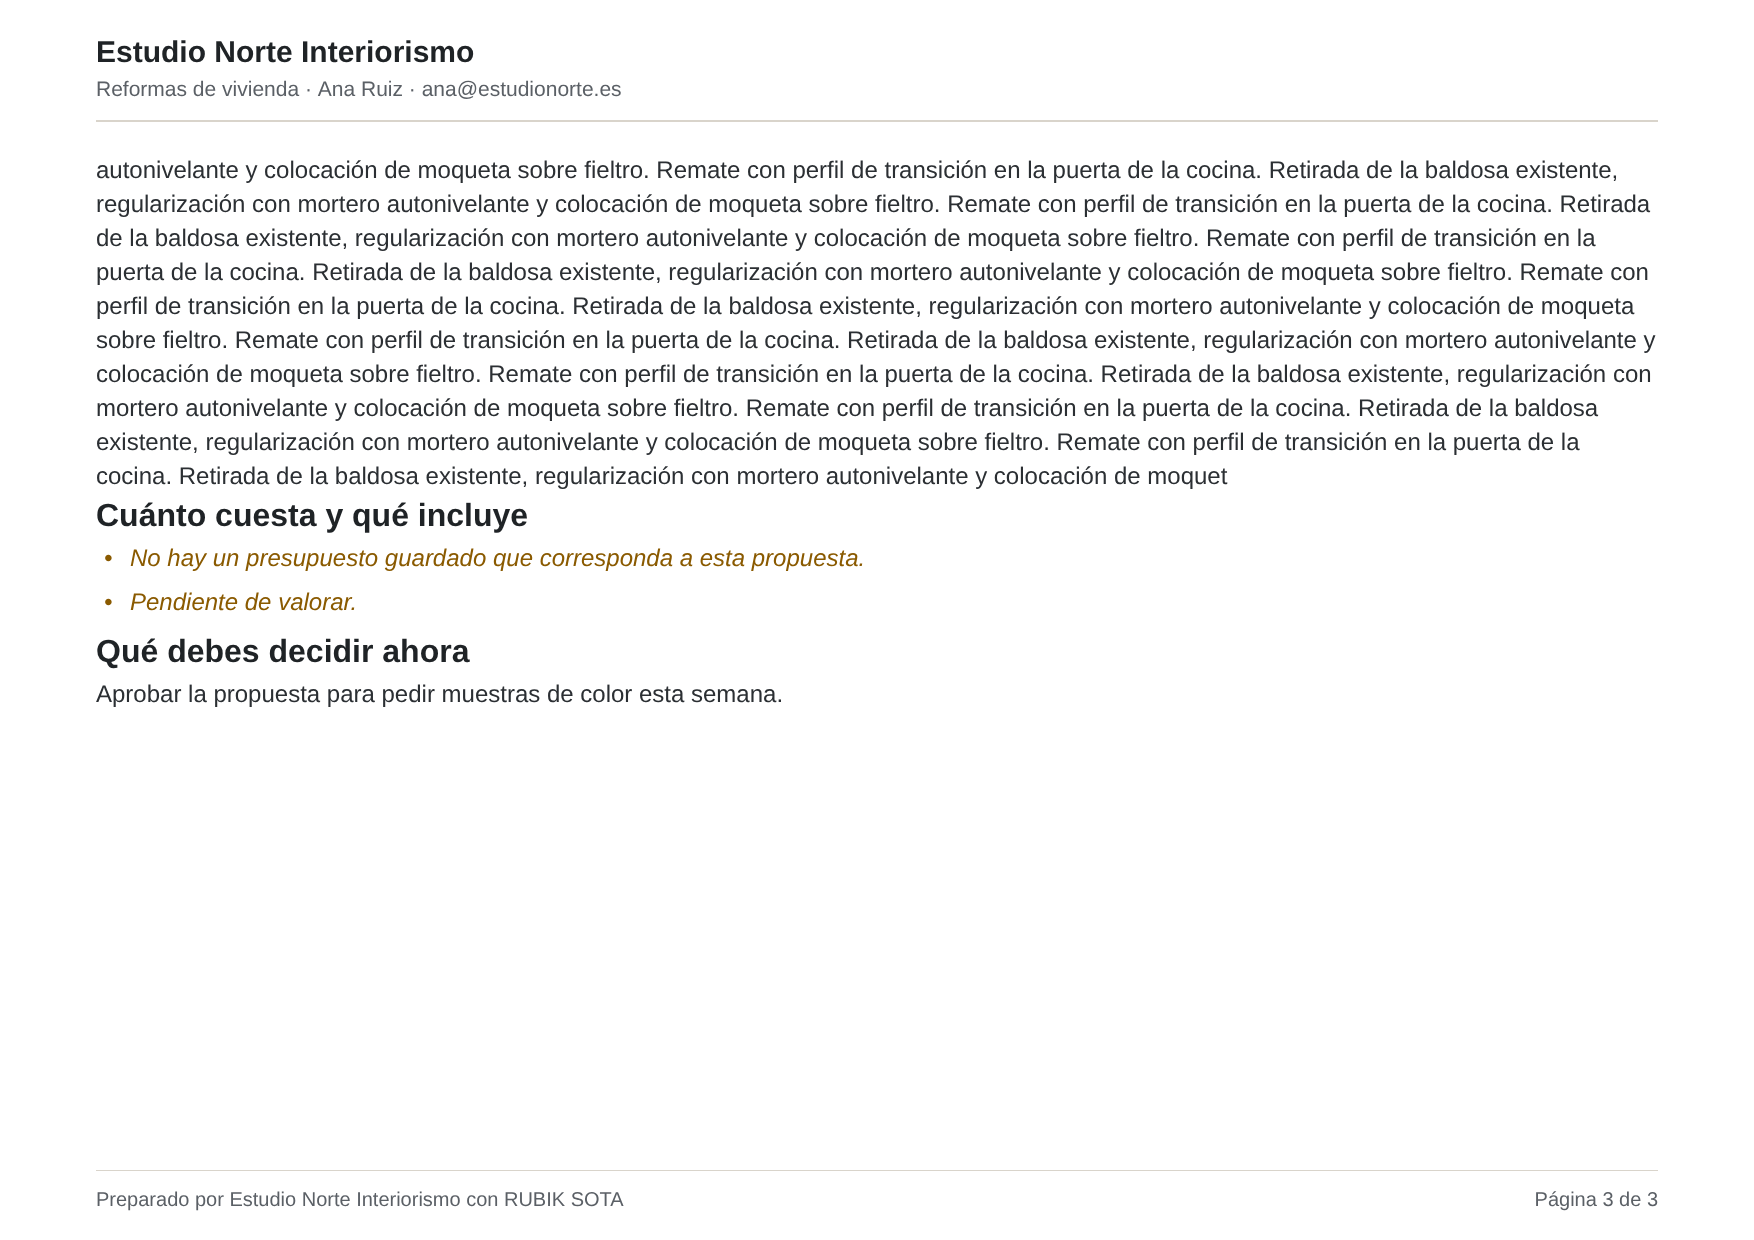 Estudio Norte Interiorismo
Reformas de vivienda · Ana Ruiz · ana@estudionorte.es
autonivelante y colocación de moqueta sobre fieltro. Remate con perfil de transición en la puerta de la cocina. Retirada de la baldosa existente,
regularización con mortero autonivelante y colocación de moqueta sobre fieltro. Remate con perfil de transición en la puerta de la cocina. Retirada
de la baldosa existente, regularización con mortero autonivelante y colocación de moqueta sobre fieltro. Remate con perfil de transición en la
puerta de la cocina. Retirada de la baldosa existente, regularización con mortero autonivelante y colocación de moqueta sobre fieltro. Remate con
perfil de transición en la puerta de la cocina. Retirada de la baldosa existente, regularización con mortero autonivelante y colocación de moqueta
sobre fieltro. Remate con perfil de transición en la puerta de la cocina. Retirada de la baldosa existente, regularización con mortero autonivelante y
colocación de moqueta sobre fieltro. Remate con perfil de transición en la puerta de la cocina. Retirada de la baldosa existente, regularización con
mortero autonivelante y colocación de moqueta sobre fieltro. Remate con perfil de transición en la puerta de la cocina. Retirada de la baldosa
existente, regularización con mortero autonivelante y colocación de moqueta sobre fieltro. Remate con perfil de transición en la puerta de la
cocina. Retirada de la baldosa existente, regularización con mortero autonivelante y colocación de moquet
Cuánto cuesta y qué incluye
• No hay un presupuesto guardado que corresponda a esta propuesta.
• Pendiente de valorar.
Qué debes decidir ahora
Aprobar la propuesta para pedir muestras de color esta semana.
Preparado por Estudio Norte Interiorismo con RUBIK SOTA
Página 3 de 3